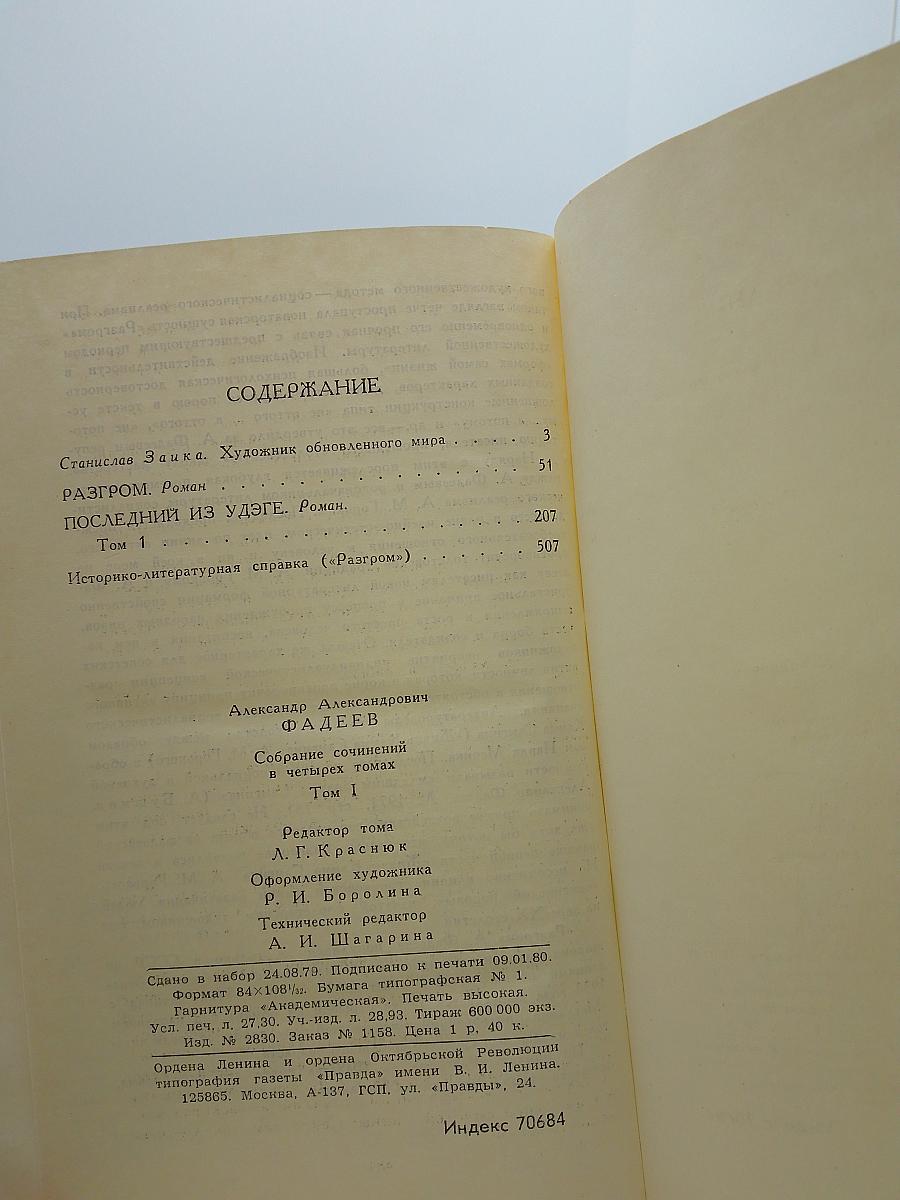 СОДЕРЖАНИЕ
Станислав Заика. Художник обновленного мира . . . . . 3
РАЗГРОМ. Роман . . . . . . . . . . . . . . . . 51
ПОСЛЕДНИЙ ИЗ УДЭГЕ. Роман.
Том 1 . . . . . . . . . . . . . . . . . . . 207
Историко-литературная справка («Разгром») . . . . . . 507
Александр Александрович
ФАДЕЕВ
Собрание сочинений
в четырех томах
Том I
Редактор тома
Л. Г. Краснюк
Оформление художника
Р. И. Боролина
Технический редактор
А. И. Шагарина
Сдано в набор 24.08.79. Подписано к печати 09.01.80.
Формат 84×108¹/₃₂. Бумага типографская № 1.
Гарнитура «Академическая». Печать высокая.
Усл. печ. л. 27,30. Уч.-изд. л. 28,93. Тираж 600 000 экз.
Изд. № 2830. Заказ № 1158. Цена 1 р. 40 к.
Ордена Ленина и ордена Октябрьской Революции
типография газеты «Правда» имени В. И. Ленина.
125865. Москва, А-137, ГСП, ул. «Правды», 24.
Индекс 70684